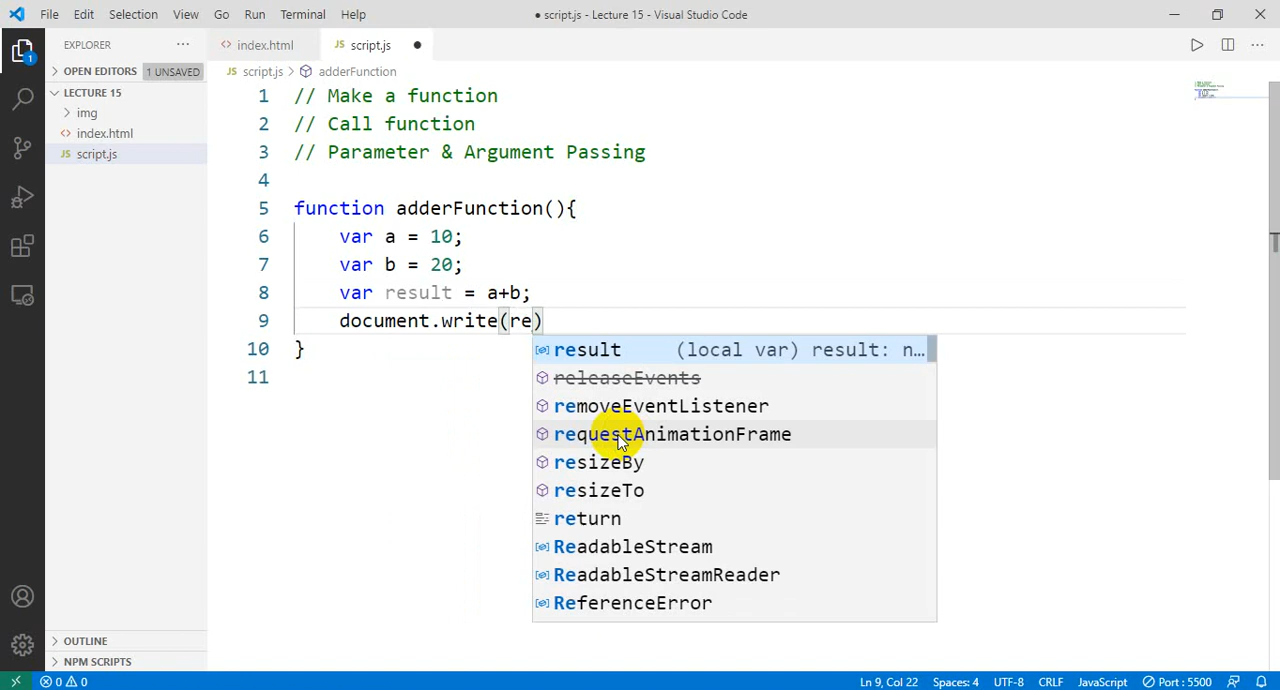 File Edit Selection View Go Run Terminal Help ● script.js - Lecture 15 - Visual Studio Code
EXPLORER ··· <> index.html JS script.js ●
OPEN EDITORS 1 UNSAVED JS script.js > adderFunction
LECTURE 15
img
<> index.html
JS script.js
1 // Make a function
2 // Call function
3 // Parameter & Argument Passing
4
5 function adderFunction(){
6 var a = 10;
7 var b = 20;
8 var result = a+b;
9 document.write(re)
10 }
11
result (local var) result: n…
releaseEvents
removeEventListener
requestAnimationFrame
resizeBy
resizeTo
return
ReadableStream
ReadableStreamReader
ReferenceError
1
OUTLINE
NPM SCRIPTS
0 0 Ln 9, Col 22 Spaces: 4 UTF-8 CRLF JavaScript Port : 5500